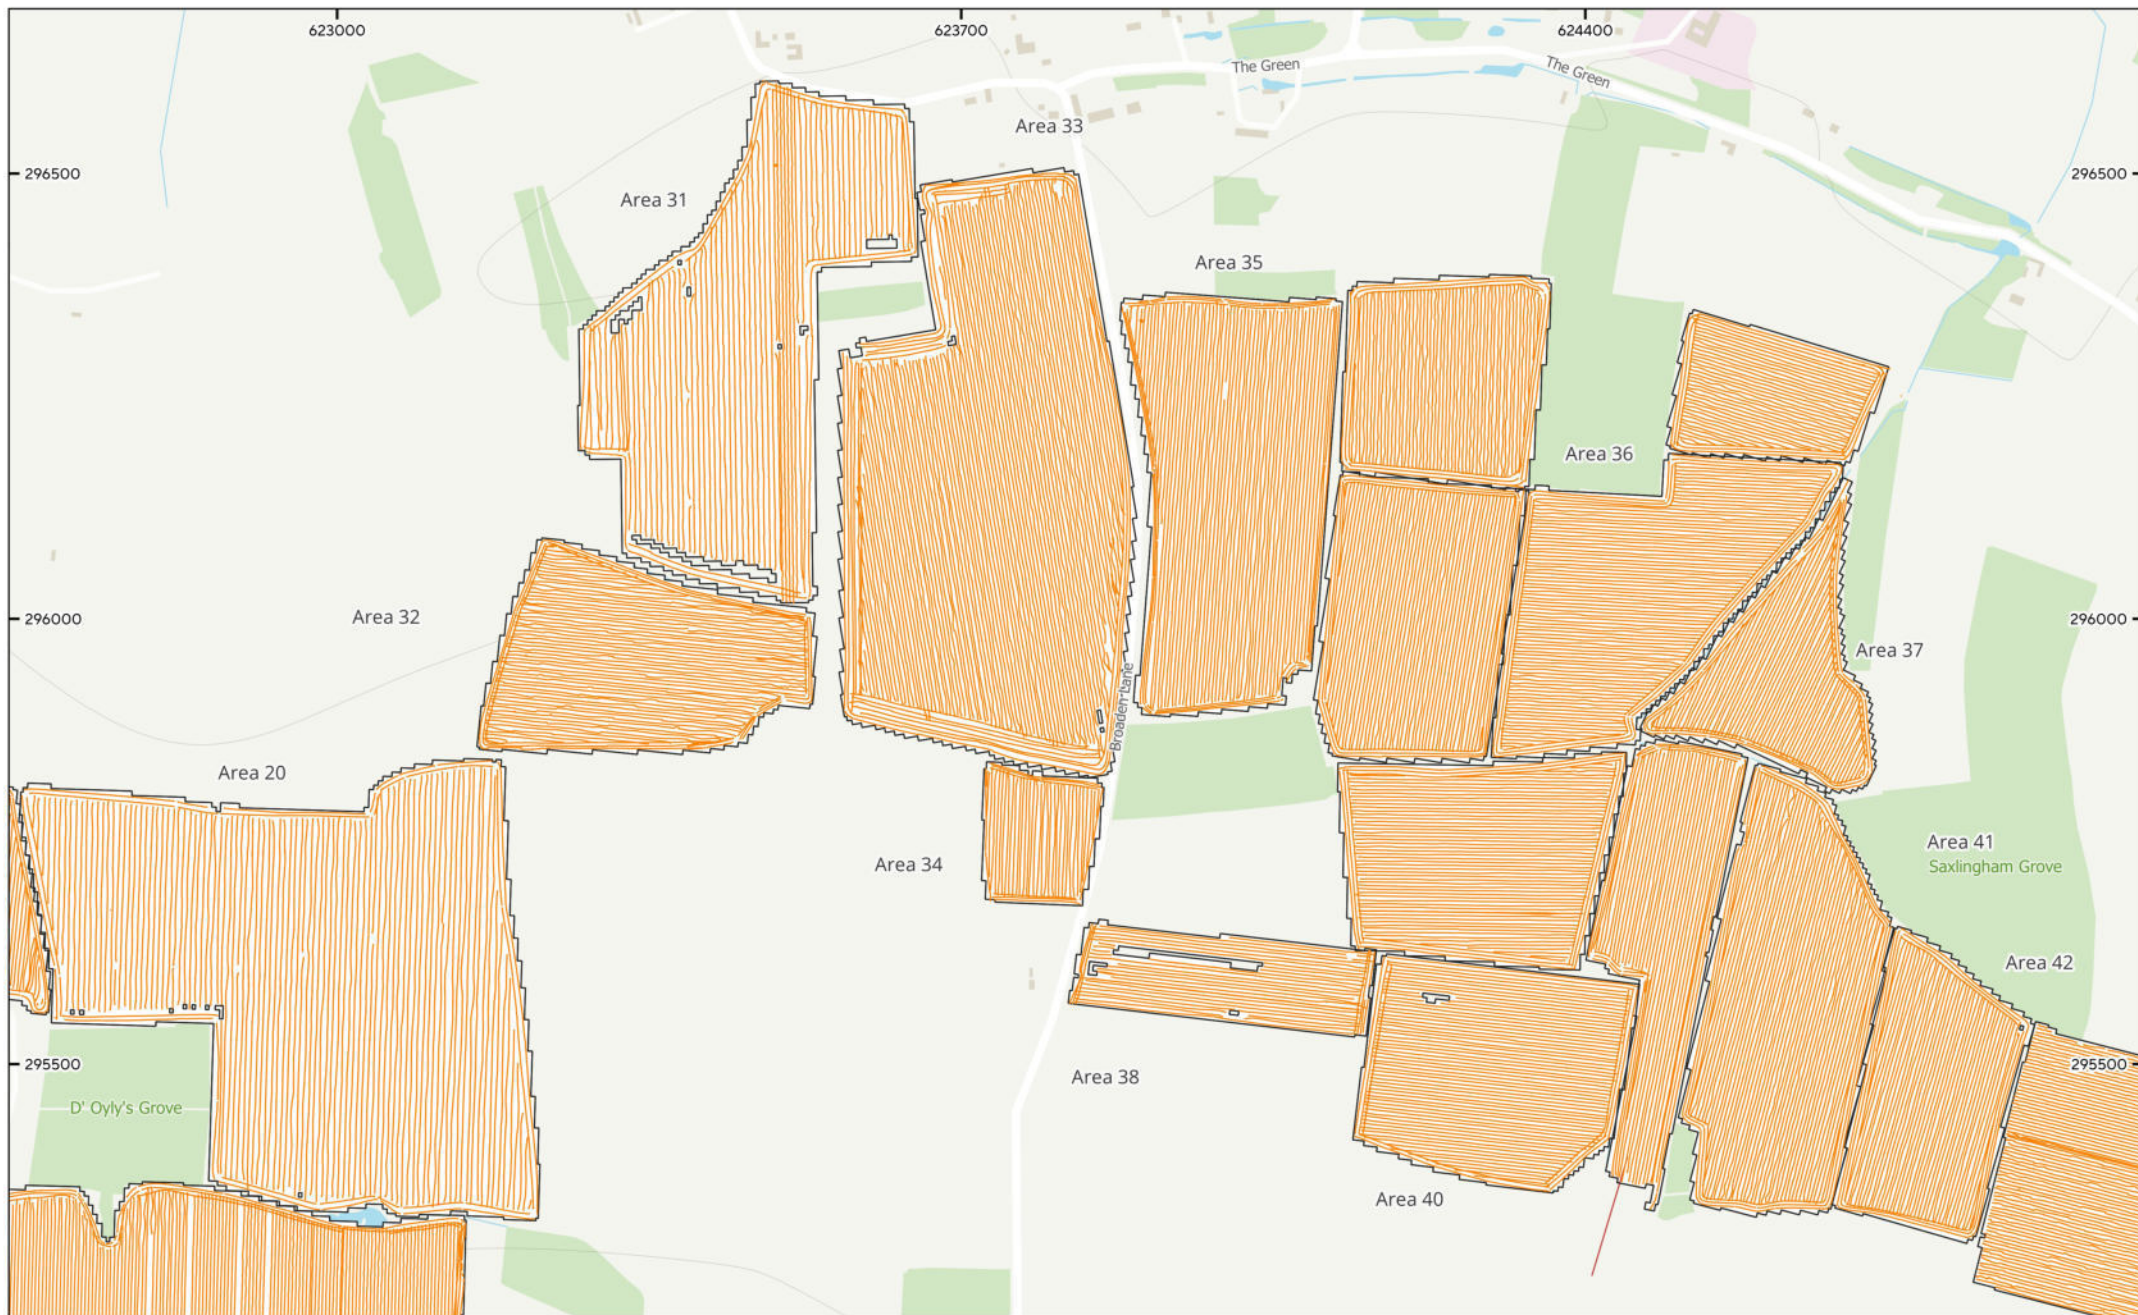 623000
623700
624400
The Green
The Green
Area 33
296500
296500
Area 31
Area 35
Area 36
Area 32
296000
296000
Area 37
Broaden Lane
Area 20
Area 34
Area 41
Saxlingham Grove
Area 42
295500
295500
Area 38
D' Oyly's Grove
Area 40